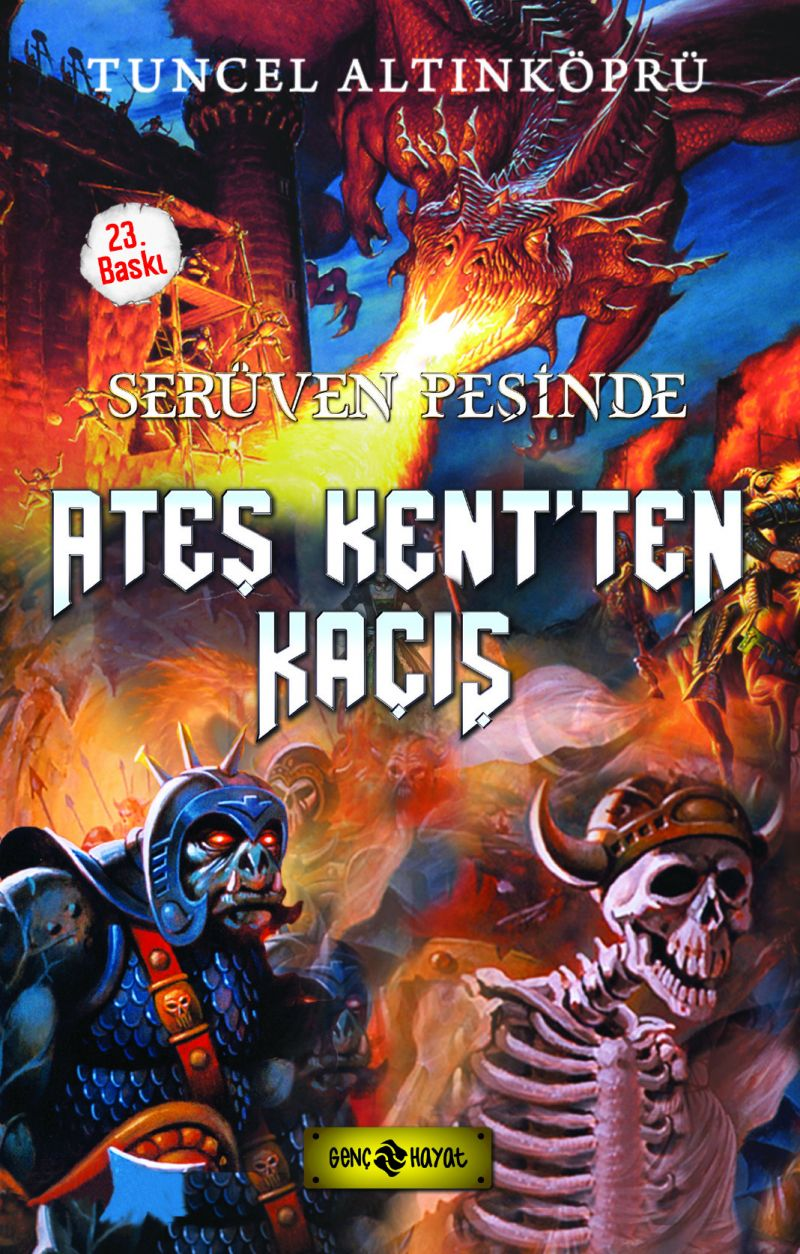 TUNCEL ALTINKÖPRÜ
23.
Baskı
SERÜVEN PEŞİNDE
ATEŞ KENT'TEN
KAÇIŞ
GENÇ HAYAT